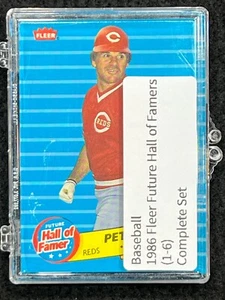 FLEER
REDS
FUTURE
Hall of
Famer
PET
REDS
Baseball
1986 Fleer Future Hall of Famers
(1-6)
Complete Set